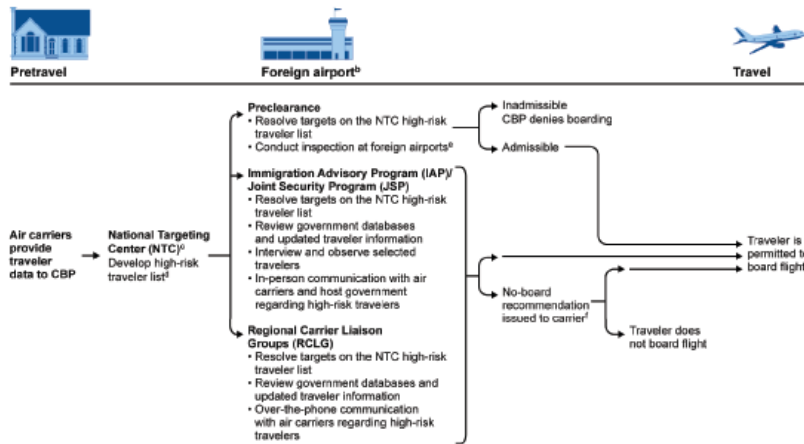 Pretravel
Foreign airportᵇ
Travel
Air carriers
provide
traveler
data to CBP
National Targeting
Center (NTC)ᶜ
Develop high-risk
traveler listᵈ
Preclearance
• Resolve targets on the NTC high-risk
traveler list
• Conduct inspection at foreign airportsᵉ
Immigration Advisory Program (IAP)/
Joint Security Program (JSP)
• Resolve targets on the NTC high-risk
traveler list
• Review government databases
and updated traveler information
• Interview and observe selected
travelers
• In-person communication with air
carriers and host government
regarding high-risk travelers
Regional Carrier Liaison
Groups (RCLG)
• Resolve targets on the NTC high-risk
traveler list
• Review government databases and
updated traveler information
• Over-the-phone communication
with air carriers regarding high-risk
travelers
Inadmissible
CBP denies boarding
Admissible
No-board
recommendation
issued to carrierᶠ
Traveler is
permitted to
board flight
Traveler does
not board flight